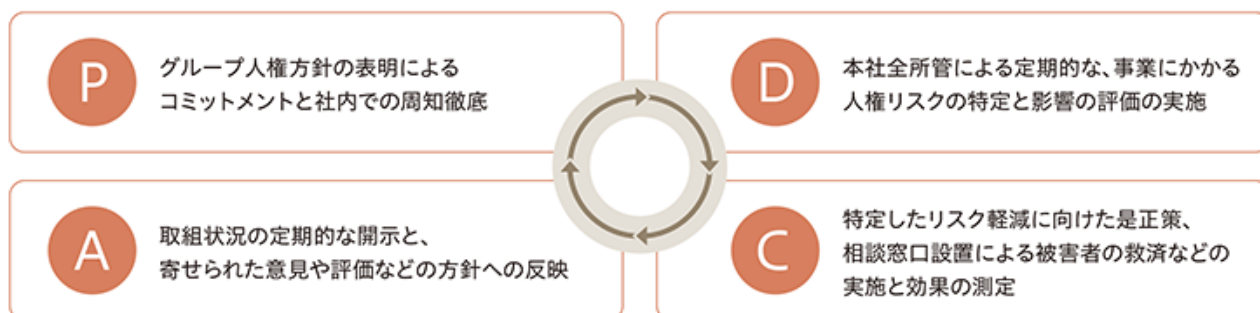 P
グループ人権方針の表明による
コミットメントと社内での周知徹底
D
本社全所管による定期的な、事業にかかる
人権リスクの特定と影響の評価の実施
A
取組状況の定期的な開示と、
寄せられた意見や評価などの方針への反映
C
特定したリスク軽減に向けた是正策、
相談窓口設置による被害者の救済などの
実施と効果の測定